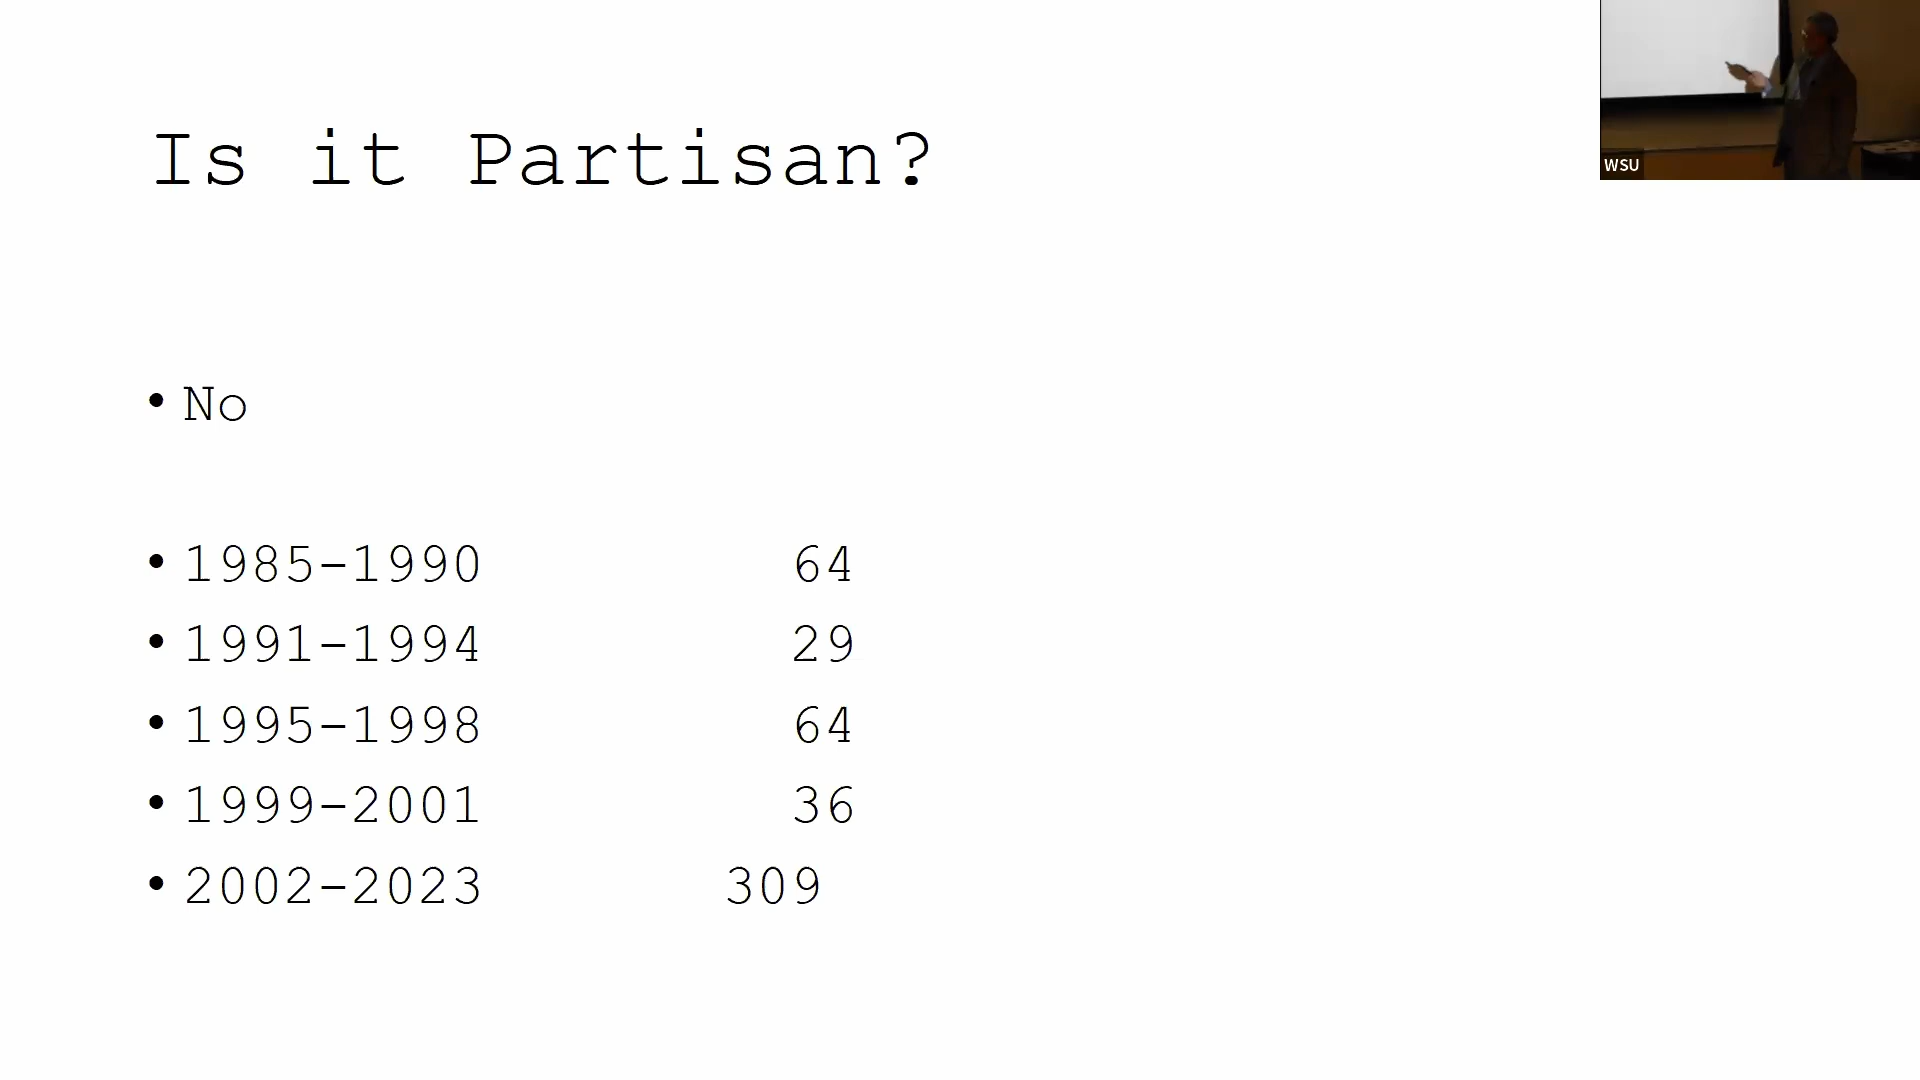 Is it Partisan?
WSU
• No
• 1985-1990 64
• 1991-1994 29
• 1995-1998 64
• 1999-2001 36
• 2002-2023 309